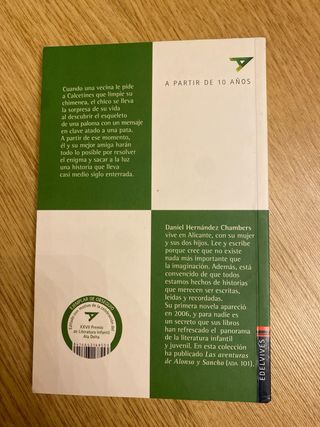 A PARTIR DE 10 AÑOS
Cuando una vecina le pide
a Calcetines que limpie su
chimenea, el chico se lleva
la sorpresa de su vida
al descubrir el esqueleto
de una paloma con un mensaje
en clave atado a una pata.
A partir de ese momento,
él y su mejor amiga harán
todo lo posible por resolver
el enigma y sacar a la luz
una historia que lleva
casi medio siglo enterrada.
Daniel Hernández Chambers
vive en Alicante, con su mujer
y sus dos hijos. Lee y escribe
porque cree que no existe
nada más importante que
la imaginación. Además, está
convencido de que todos
estamos hechos de historias
que merecen ser escritas,
leídas y recordadas.
Su primera novela apareció
en 2006, y para nadie es
un secreto que sus libros
han refrescado el panorama
de la literatura infantil
y juvenil. En esta colección
ha publicado Las aventuras
de Alonso y Sancho (ADA 101).
EJEMPLAR DE OBSEQUIO
XXVII Premio
de Literatura Infantil
Ala Delta
EDELVIVES